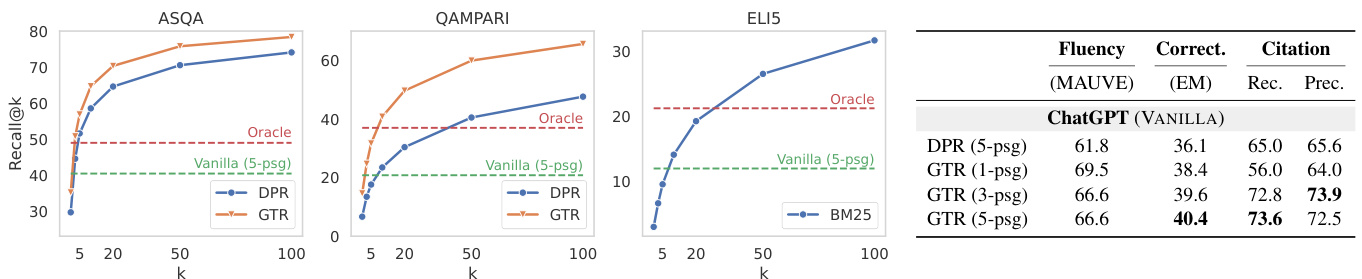 ASQA
80
70
60
50
40
30
Recall@k
Oracle
Vanilla (5-psg)
DPR
GTR
5 20 50 100
k
QAMPARI
60
40
20
0
Oracle
Vanilla (5-psg)
DPR
GTR
5 20 50 100
k
ELI5
30
20
10
Oracle
Vanilla (5-psg)
BM25
5 20 50 100
k
Fluency Correct. Citation
(MAUVE) (EM) Rec. Prec.
ChatGPT (VANILLA)
DPR (5-psg) 61.8 36.1 65.0 65.6
GTR (1-psg) 69.5 38.4 56.0 64.0
GTR (3-psg) 66.6 39.6 72.8 73.9
GTR (5-psg) 66.6 40.4 73.6 72.5